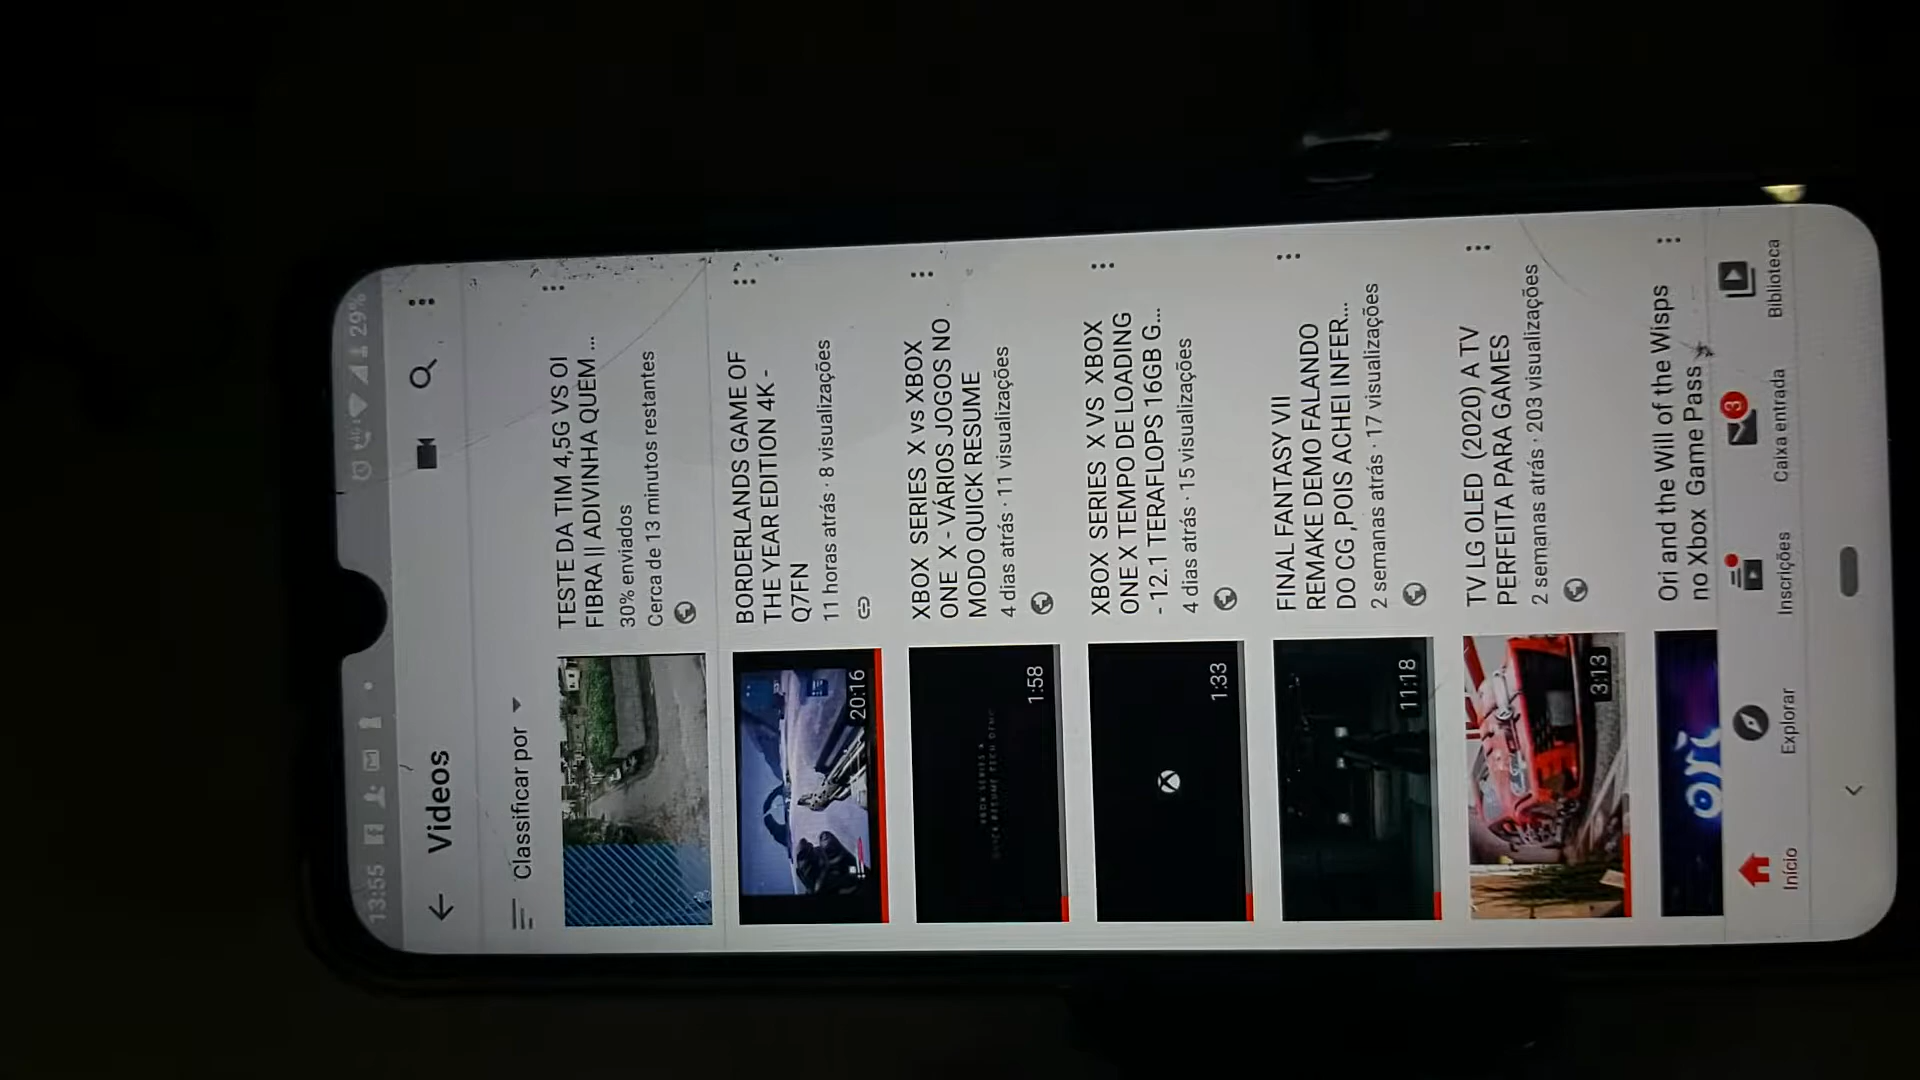 13:55
29%
Vídeos
Classificar por
TESTE DA TIM 4,5G VS OI
FIBRA || ADIVINHA QUEM ...
30% enviados
Cerca de 13 minutos restantes
BORDERLANDS GAME OF
THE YEAR EDITION 4K -
Q7FN
11 horas atrás · 8 visualizações
20:16
XBOX SERIES X vs XBOX
ONE X - VÁRIOS JOGOS NO
MODO QUICK RESUME
4 dias atrás · 11 visualizações
1:58
XBOX SERIES X VS XBOX
ONE X TEMPO DE LOADING
- 12.1 TERAFLOPS 16GB G...
4 dias atrás · 15 visualizações
1:33
FINAL FANTASY VII
REMAKE DEMO FALANDO
DO CG ,POIS ACHEI INFER...
2 semanas atrás · 17 visualizações
11:18
TV LG OLED (2020) A TV
PERFEITA PARA GAMES
2 semanas atrás · 203 visualizações
3:13
Ori and the Will of the Wisps
no Xbox Game Pass
ori
3
Início
Explorar
Inscrições
Caixa entrada
Biblioteca